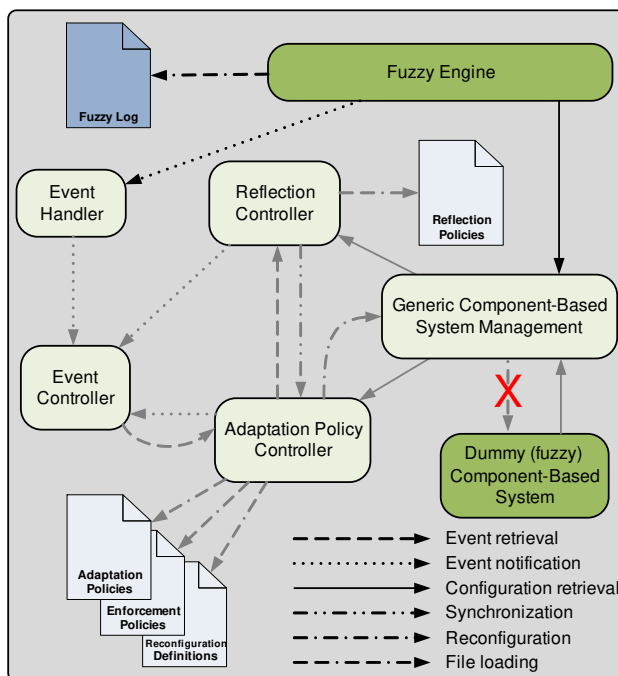 Fuzzy Engine
Fuzzy Log
Event
Handler
Reflection
Controller
Reflection
Policies
Generic Component-Based
System Management
Event
Controller
X
Adaptation Policy
Controller
Dummy (fuzzy)
Component-Based
System
Adaptation
Policies
Enforcement
Policies
Reconfiguration
Definitions
Event retrieval
Event notification
Configuration retrieval
Synchronization
Reconfiguration
File loading